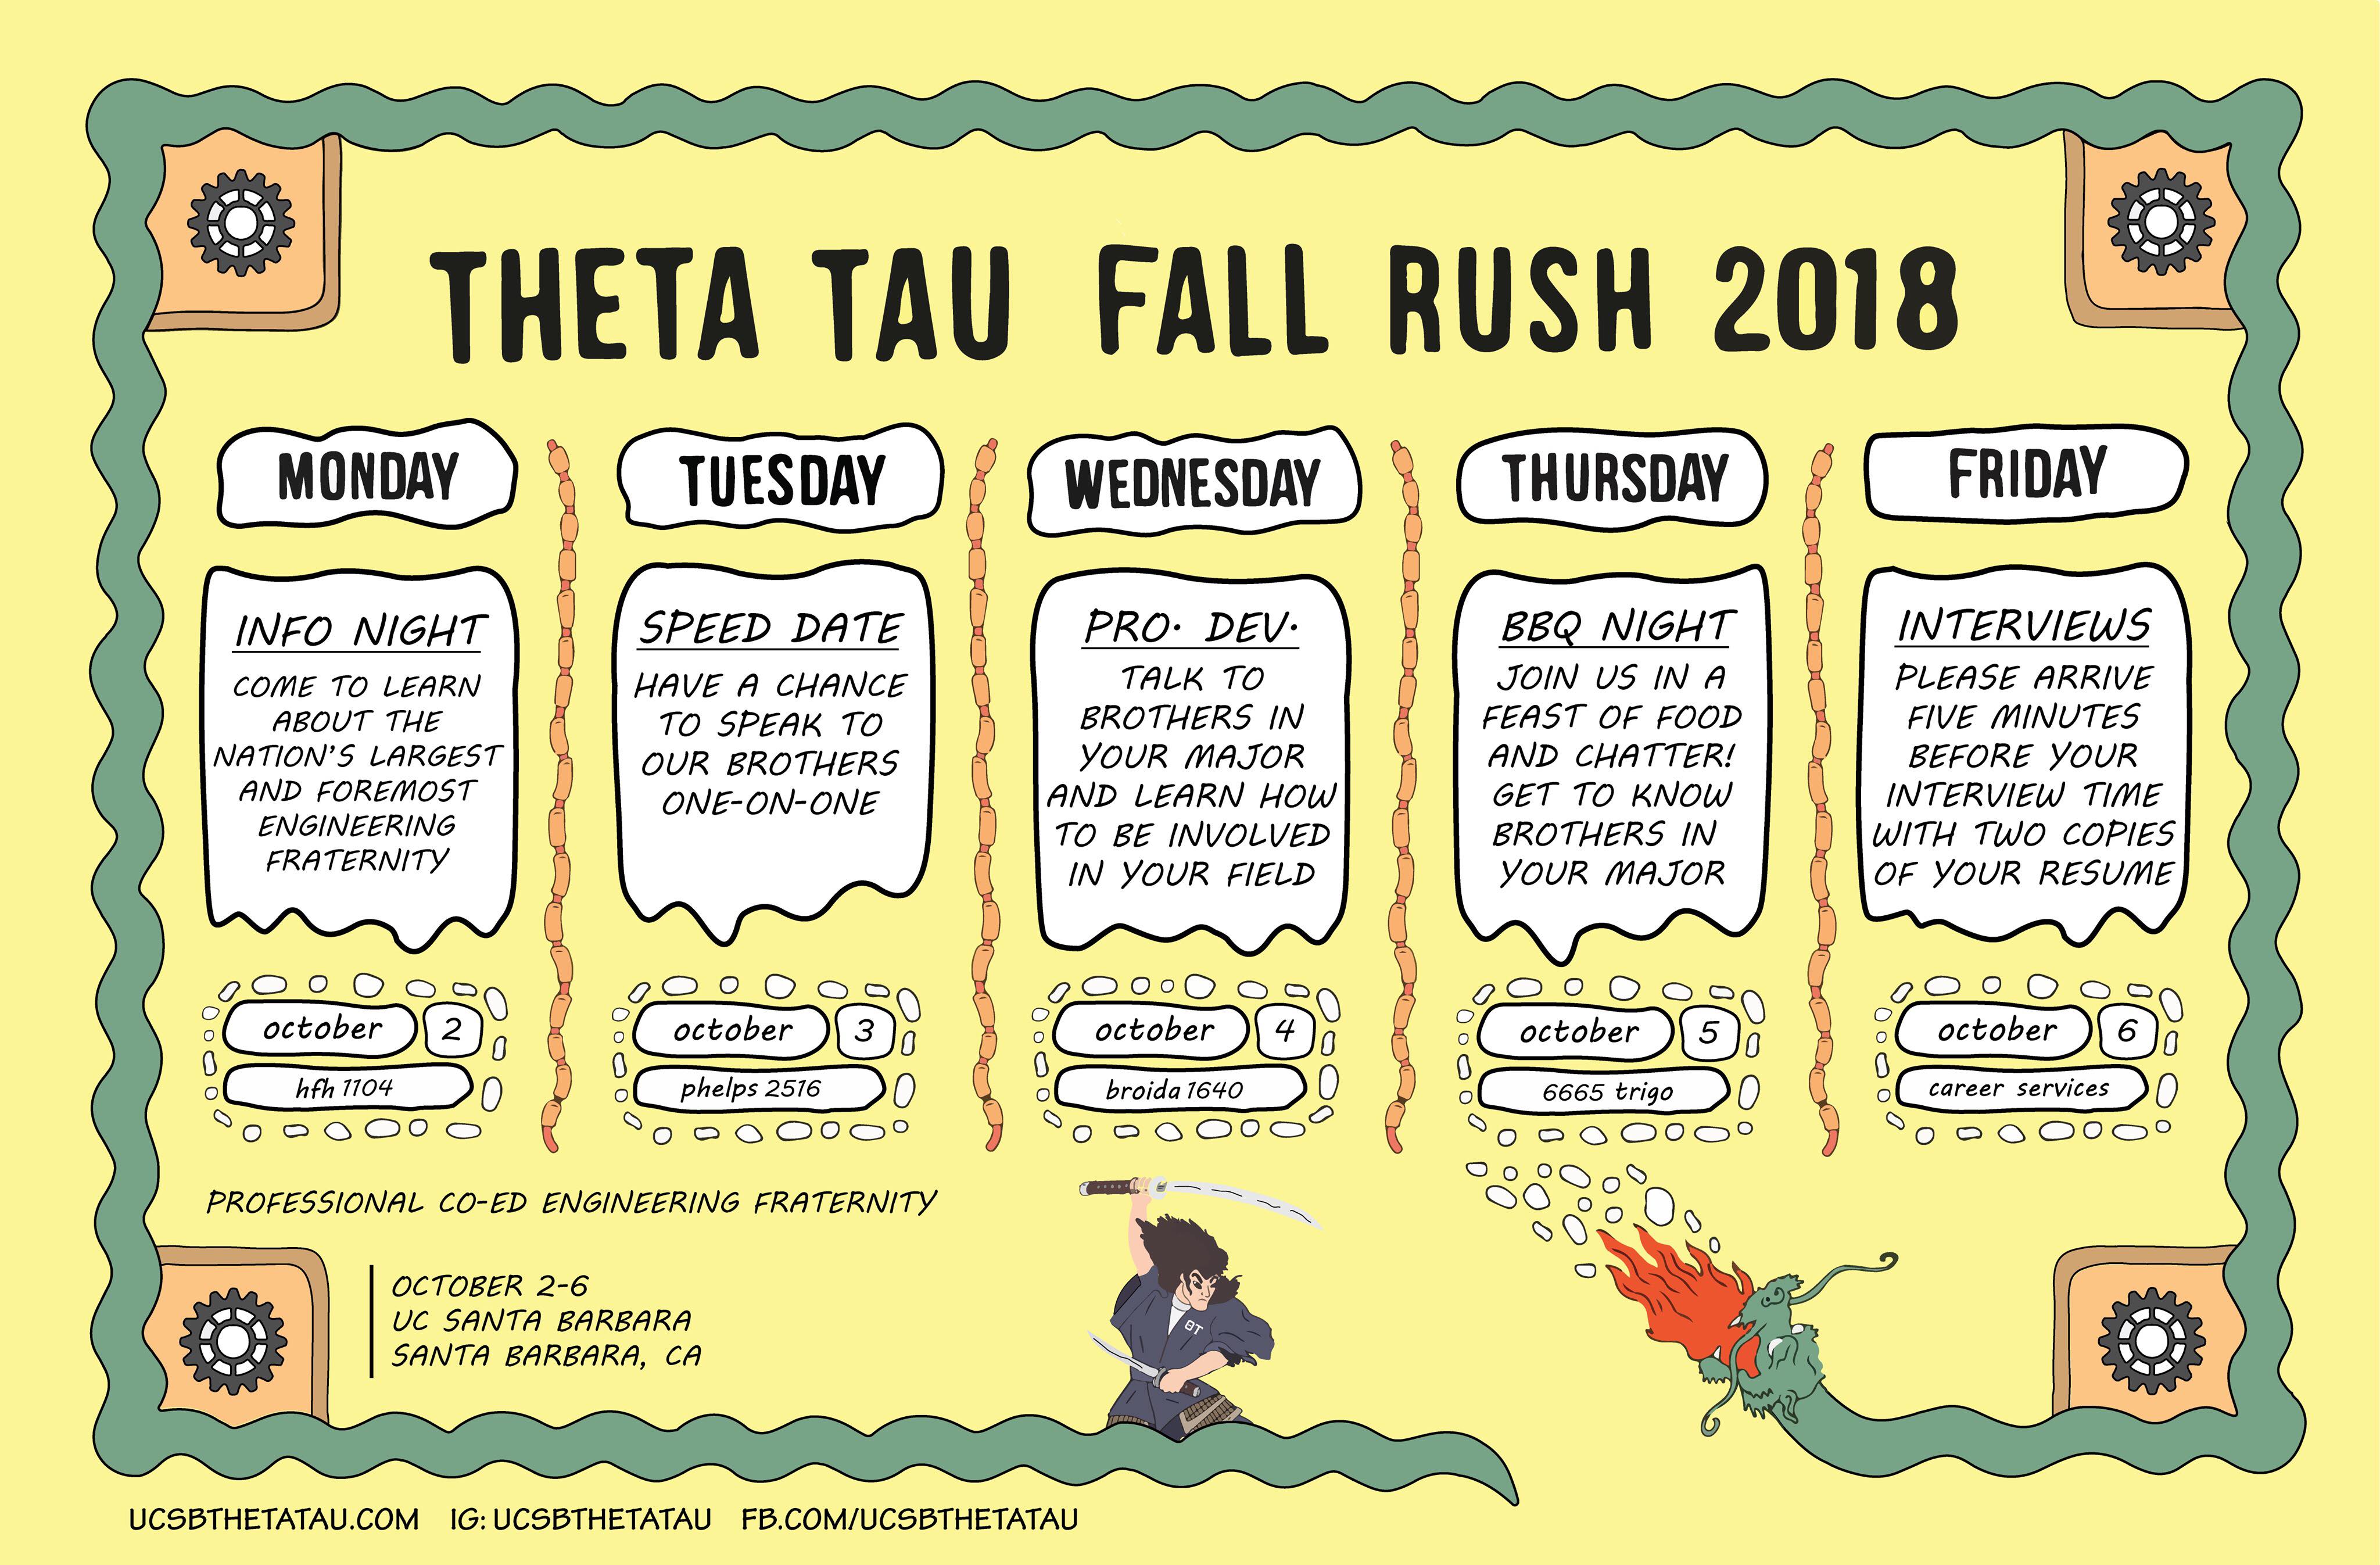 THETA TAU FALL RUSH 2018
MONDAY
INFO NIGHT
COME TO LEARN
ABOUT THE
NATION'S LARGEST
AND FOREMOST
ENGINEERING
FRATERNITY
october 2
hfh 1104
TUESDAY
SPEED DATE
HAVE A CHANCE
TO SPEAK TO
OUR BROTHERS
ONE-ON-ONE
october 3
phelps 2516
WEDNESDAY
PRO. DEV.
TALK TO
BROTHERS IN
YOUR MAJOR
AND LEARN HOW
TO BE INVOLVED
IN YOUR FIELD
october 4
broida 1640
THURSDAY
BBQ NIGHT
JOIN US IN A
FEAST OF FOOD
AND CHATTER!
GET TO KNOW
BROTHERS IN
YOUR MAJOR
october 5
6665 trigo
FRIDAY
INTERVIEWS
PLEASE ARRIVE
FIVE MINUTES
BEFORE YOUR
INTERVIEW TIME
WITH TWO COPIES
OF YOUR RESUME
october 6
career services
PROFESSIONAL CO-ED ENGINEERING FRATERNITY
OCTOBER 2-6
UC SANTA BARBARA
SANTA BARBARA, CA
ΘT
UCSBTHETATAU.COM IG: UCSBTHETATAU FB.COM/UCSBTHETATAU